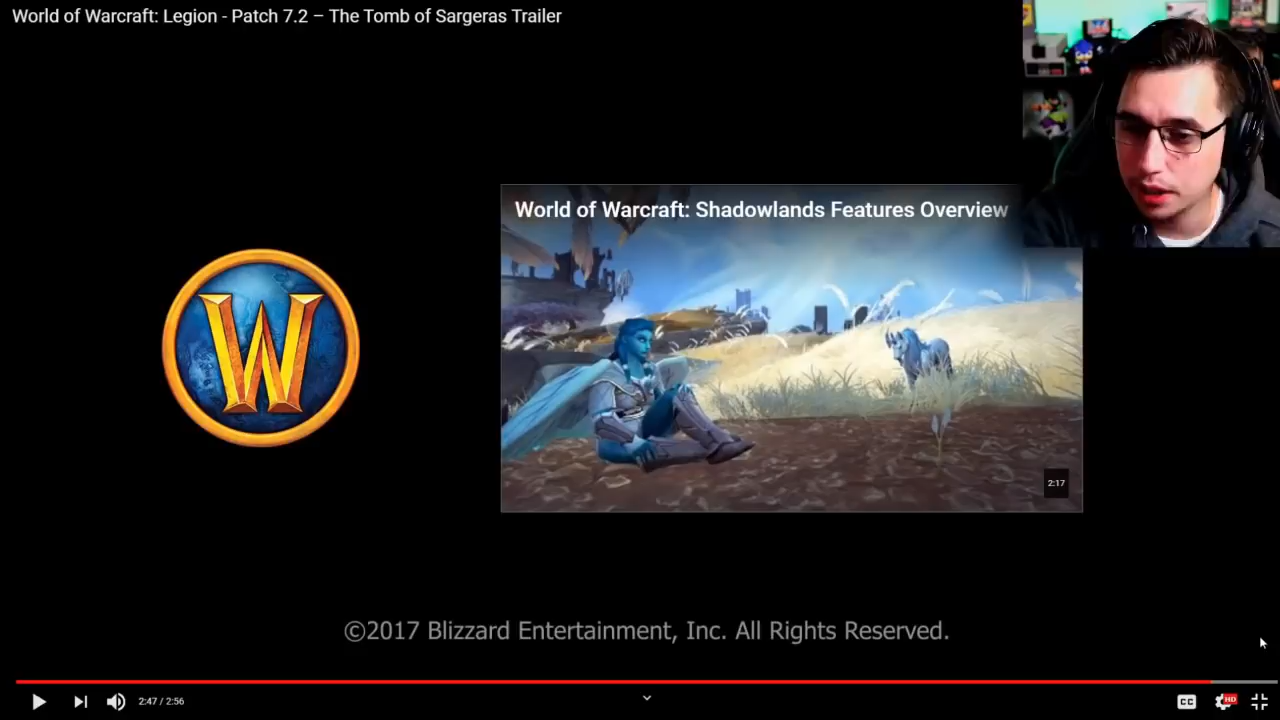 World of Warcraft: Legion - Patch 7.2 – The Tomb of Sargeras Trailer
World of Warcraft: Shadowlands Features Overview
W
2:17
©2017 Blizzard Entertainment, Inc. All Rights Reserved.
2:47 / 2:56
CC
HD